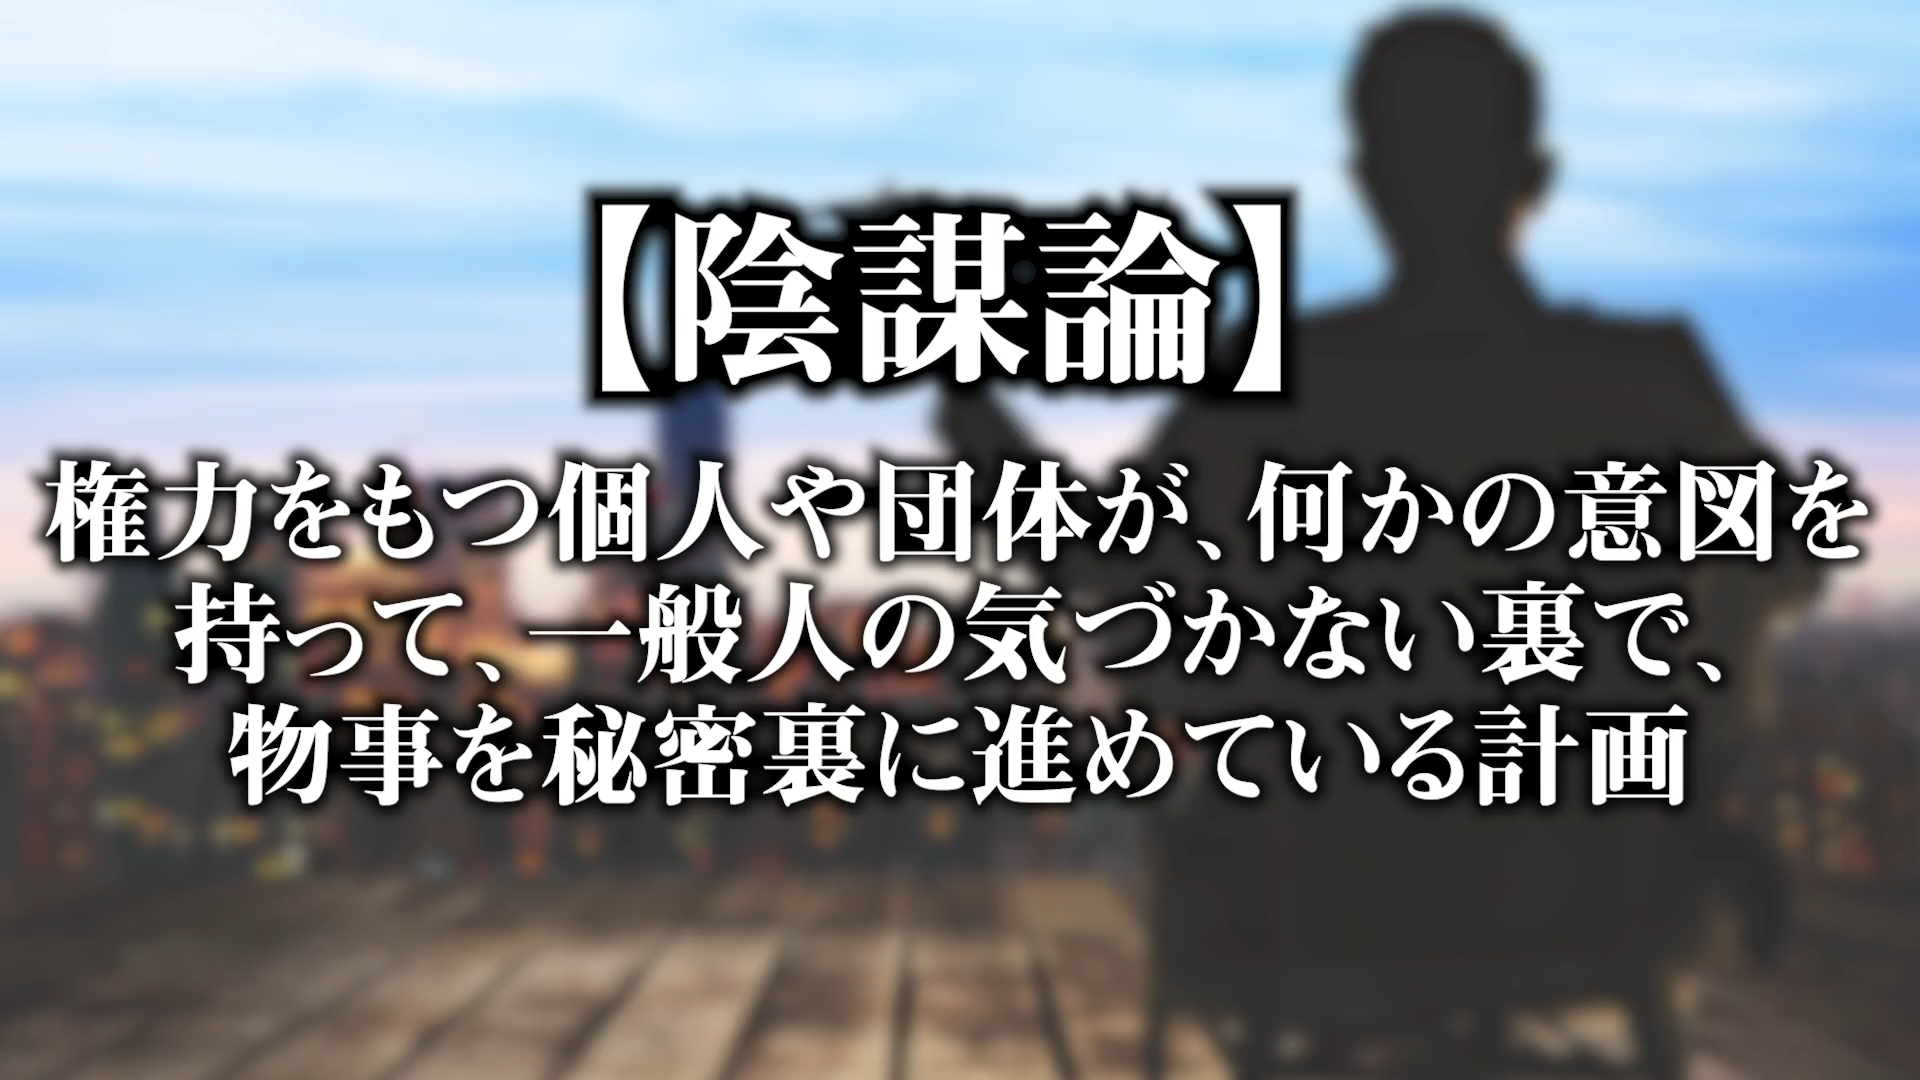 【陰謀論】
権力をもつ個人や団体が、何かの意図を
持って、一般人の気づかない裏で、
物事を秘密裏に進めている計画